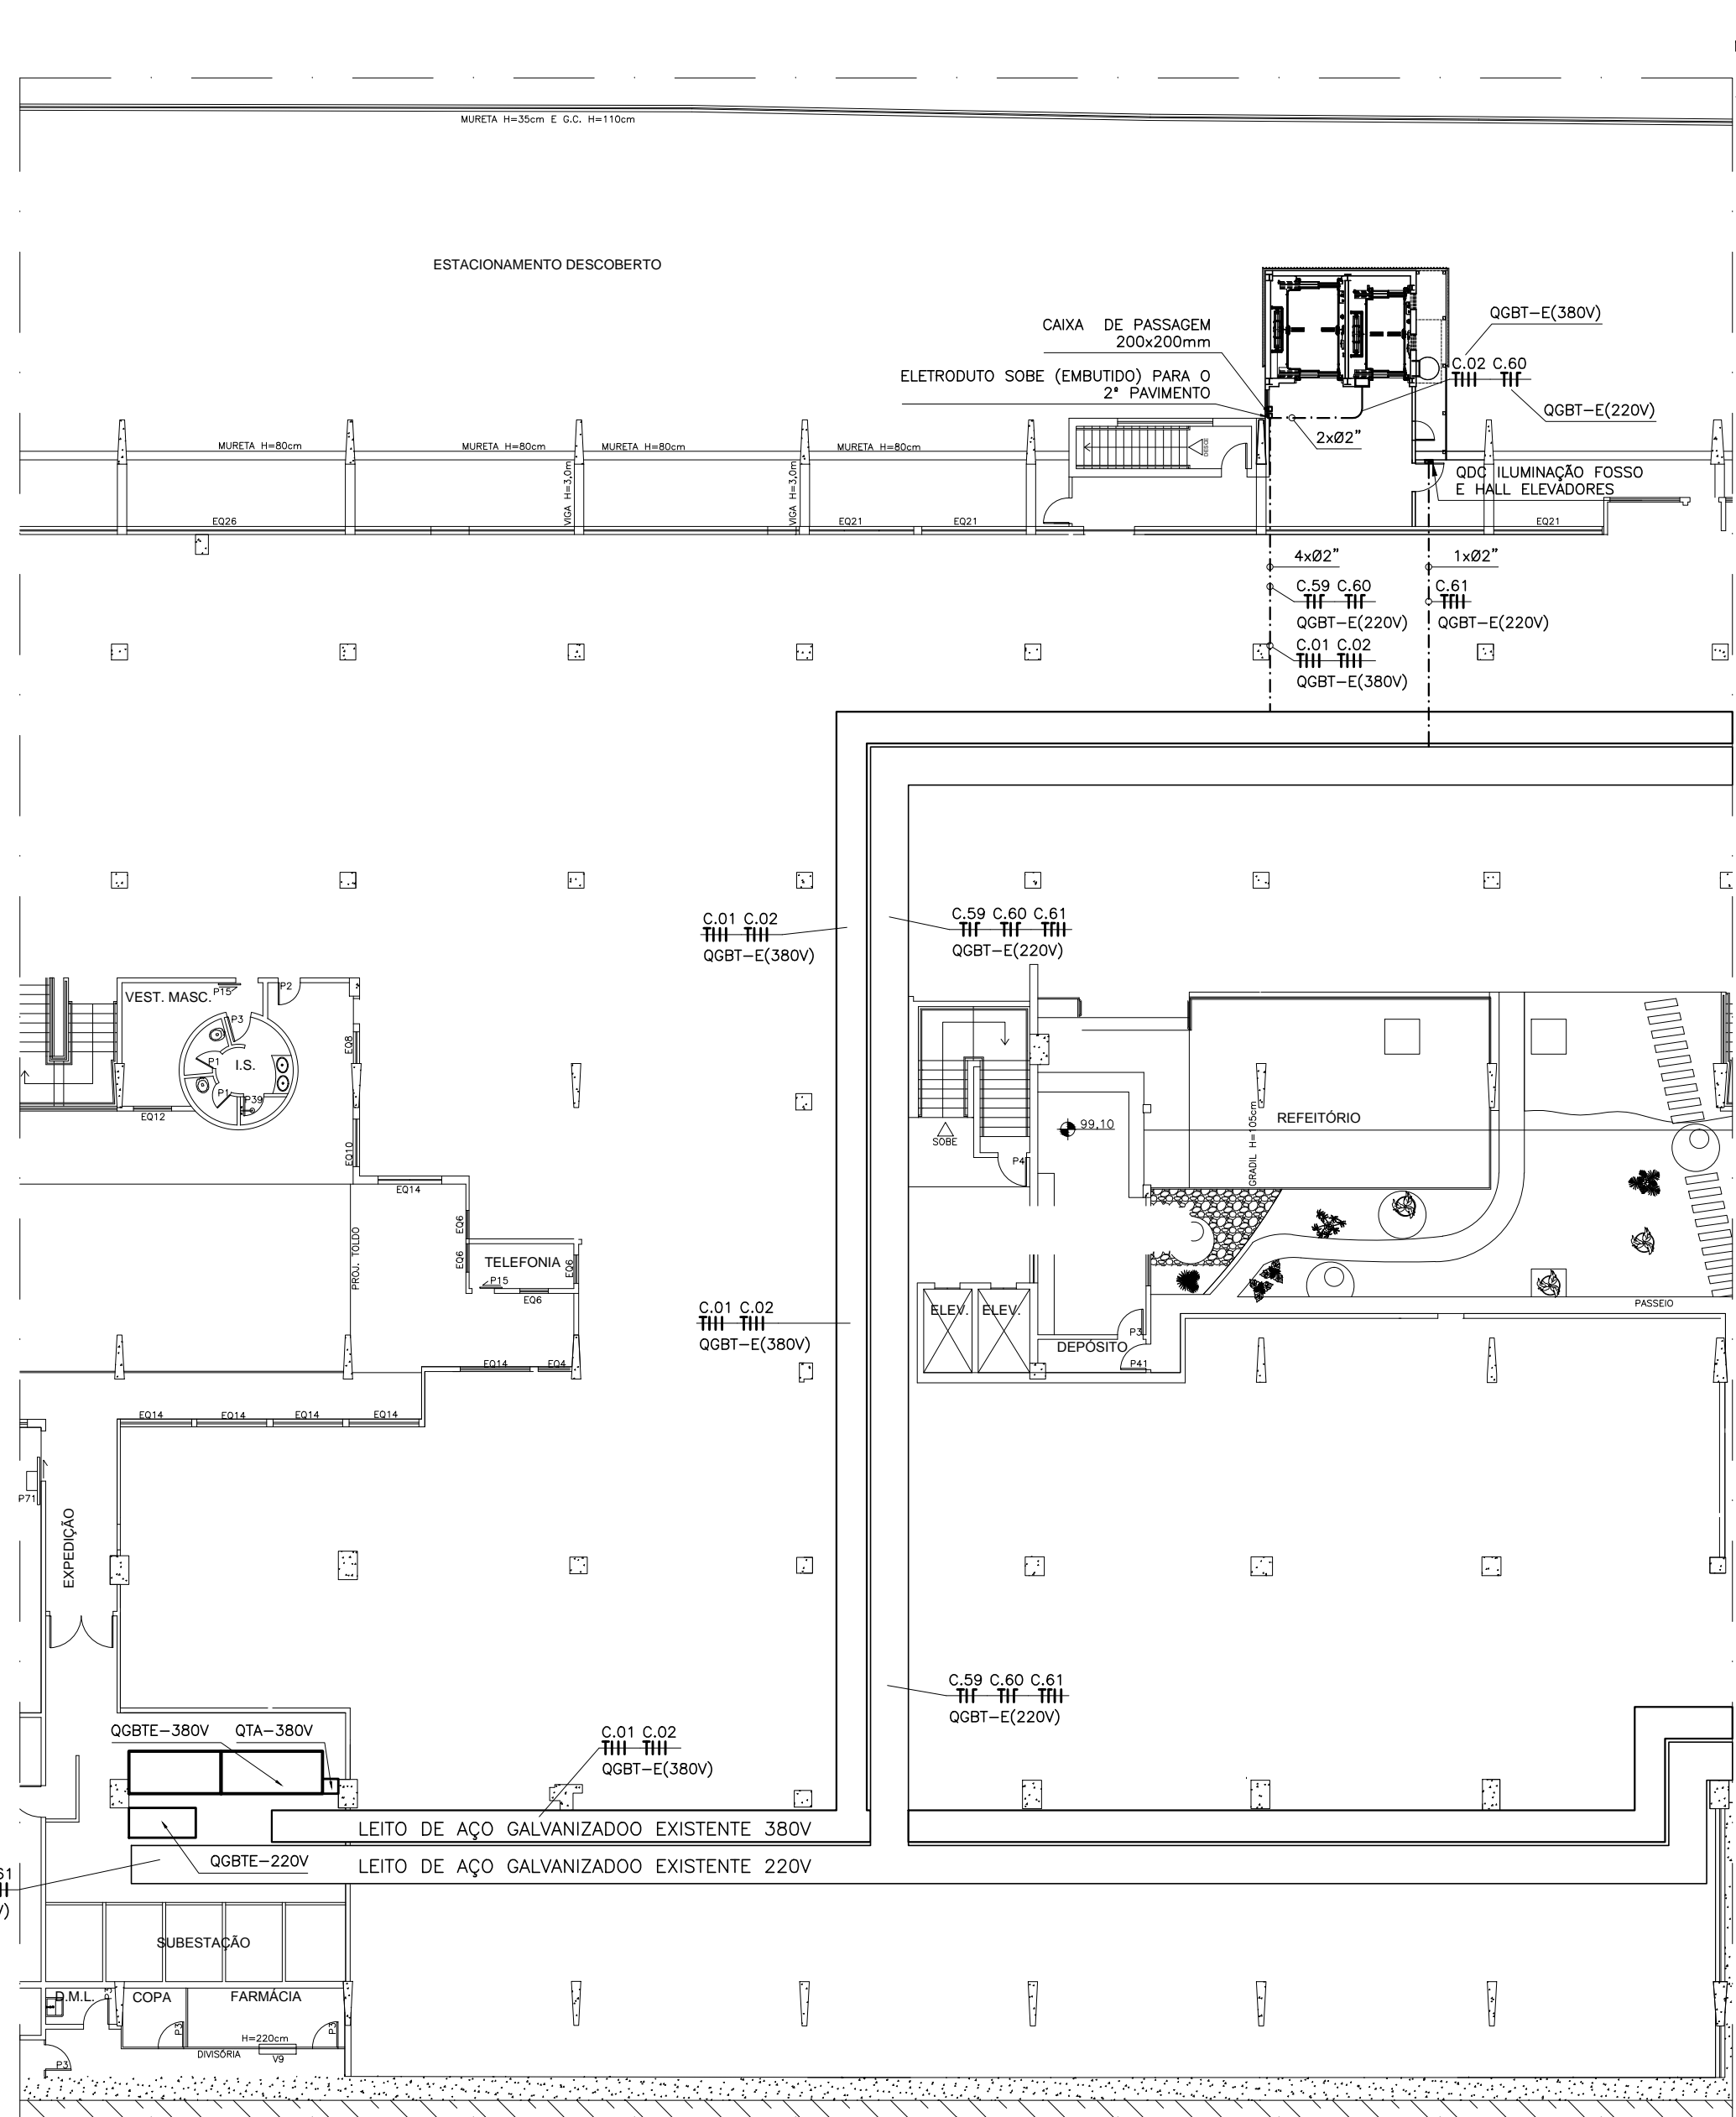 MURETA H=35cm E G.C. H=110cm
ESTACIONAMENTO DESCOBERTO
CAIXA DE PASSAGEM
200x200mm
ELETRODUTO SOBE (EMBUTIDO) PARA O
2° PAVIMENTO
QGBT-E(380V)
C.02 C.60
QGBT-E(220V)
2xØ2"
QDC ILUMINAÇÃO FOSSO
E HALL ELEVADORES
MURETA H=80cm
MURETA H=80cm
MURETA H=80cm
MURETA H=80cm
DESCE
VIGA H=3,0m
VIGA H=3,0m
EQ26
EQ21
EQ21
EQ21
4xØ2"
1xØ2"
C.59 C.60
QGBT-E(220V)
C.61
QGBT-E(220V)
C.01 C.02
QGBT-E(380V)
C.01 C.02
QGBT-E(380V)
C.59 C.60 C.61
QGBT-E(220V)
VEST. MASC.
P15
P2
P3
P1
I.S.
P1
P39
EQ8
EQ12
EQ10
EQ14
SOBE
99,10
P4
GRADIL H=105cm
REFEITÓRIO
PROJ. TOLDO
EQ6
EQ6
TELEFONIA
EQ6
P15
EQ6
C.01 C.02
QGBT-E(380V)
ELEV.
ELEV.
P3
DEPÓSITO
P41
PASSEIO
EQ14
EQ4
EQ14
EQ14
EQ14
EQ14
P71
EXPEDIÇÃO
C.59 C.60 C.61
QGBT-E(220V)
QGBTE-380V
QTA-380V
C.01 C.02
QGBT-E(380V)
LEITO DE AÇO GALVANIZADOO EXISTENTE 380V
QGBTE-220V
LEITO DE AÇO GALVANIZADOO EXISTENTE 220V
SUBESTAÇÃO
D.M.L.
P3
COPA
FARMÁCIA
P3
P3
H=220cm
DIVISÓRIA
V9
P3